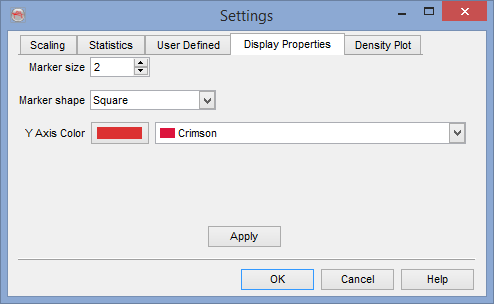 Settings
Scaling Statistics User Defined Display Properties Density Plot
Marker size 2
Marker shape Square
Y Axis Color Crimson
Apply
OK Cancel Help